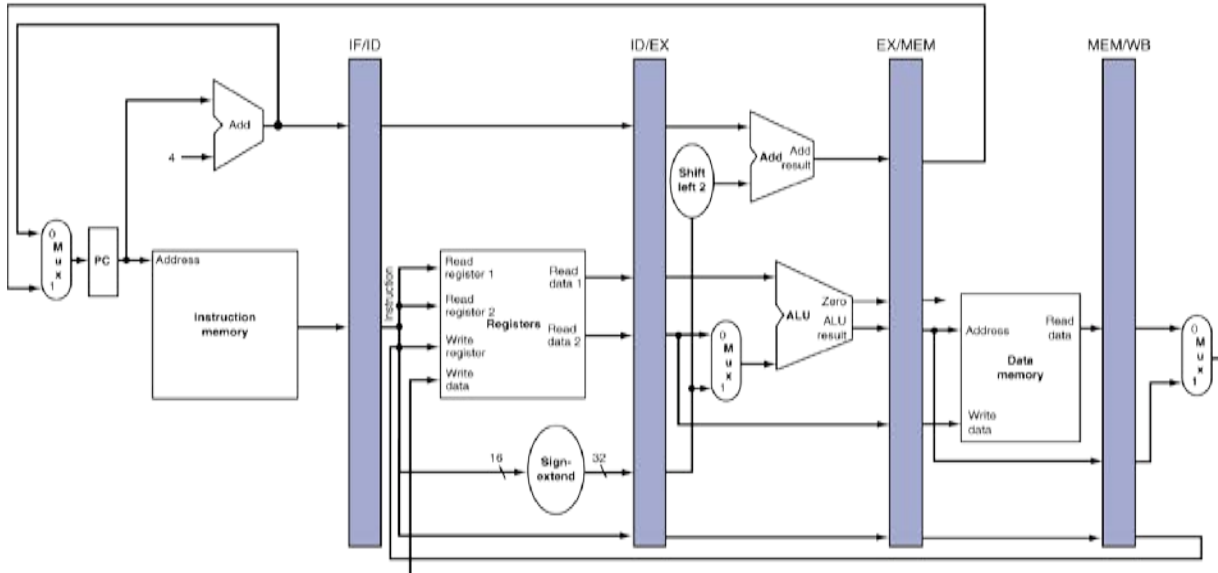 IF/ID
ID/EX
EX/MEM
MEM/WB
Add
4
Shift
left 2
Add
Add
result
0
M
u
x
1
PC
Address
Instruction
memory
Instruction
Read
register 1
Read
register 2
Write
register
Write
data
Registers
Read
data 1
Read
data 2
16
Sign-
extend
32
0
M
u
x
1
Zero
ALU
ALU
result
Address
Read
data
Data
memory
Write
data
0
M
u
x
1